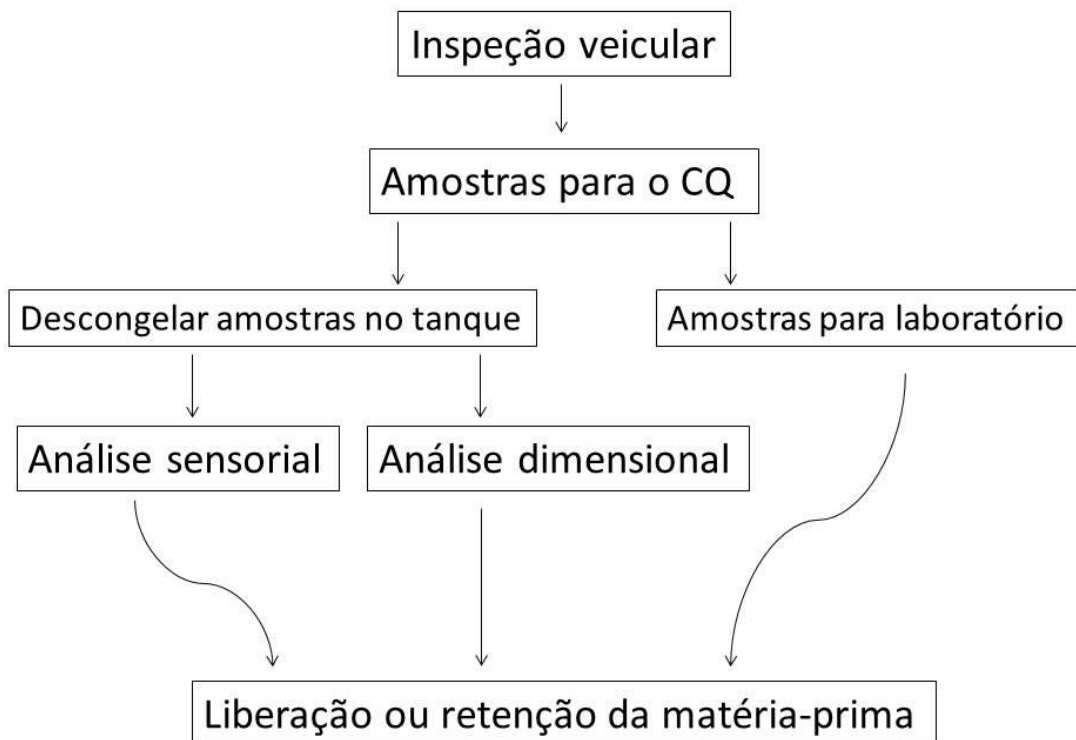 Inspeção veicular
Amostras para o CQ
Descongelar amostras no tanque
Amostras para laboratório
Análise sensorial
Análise dimensional
Liberação ou retenção da matéria-prima